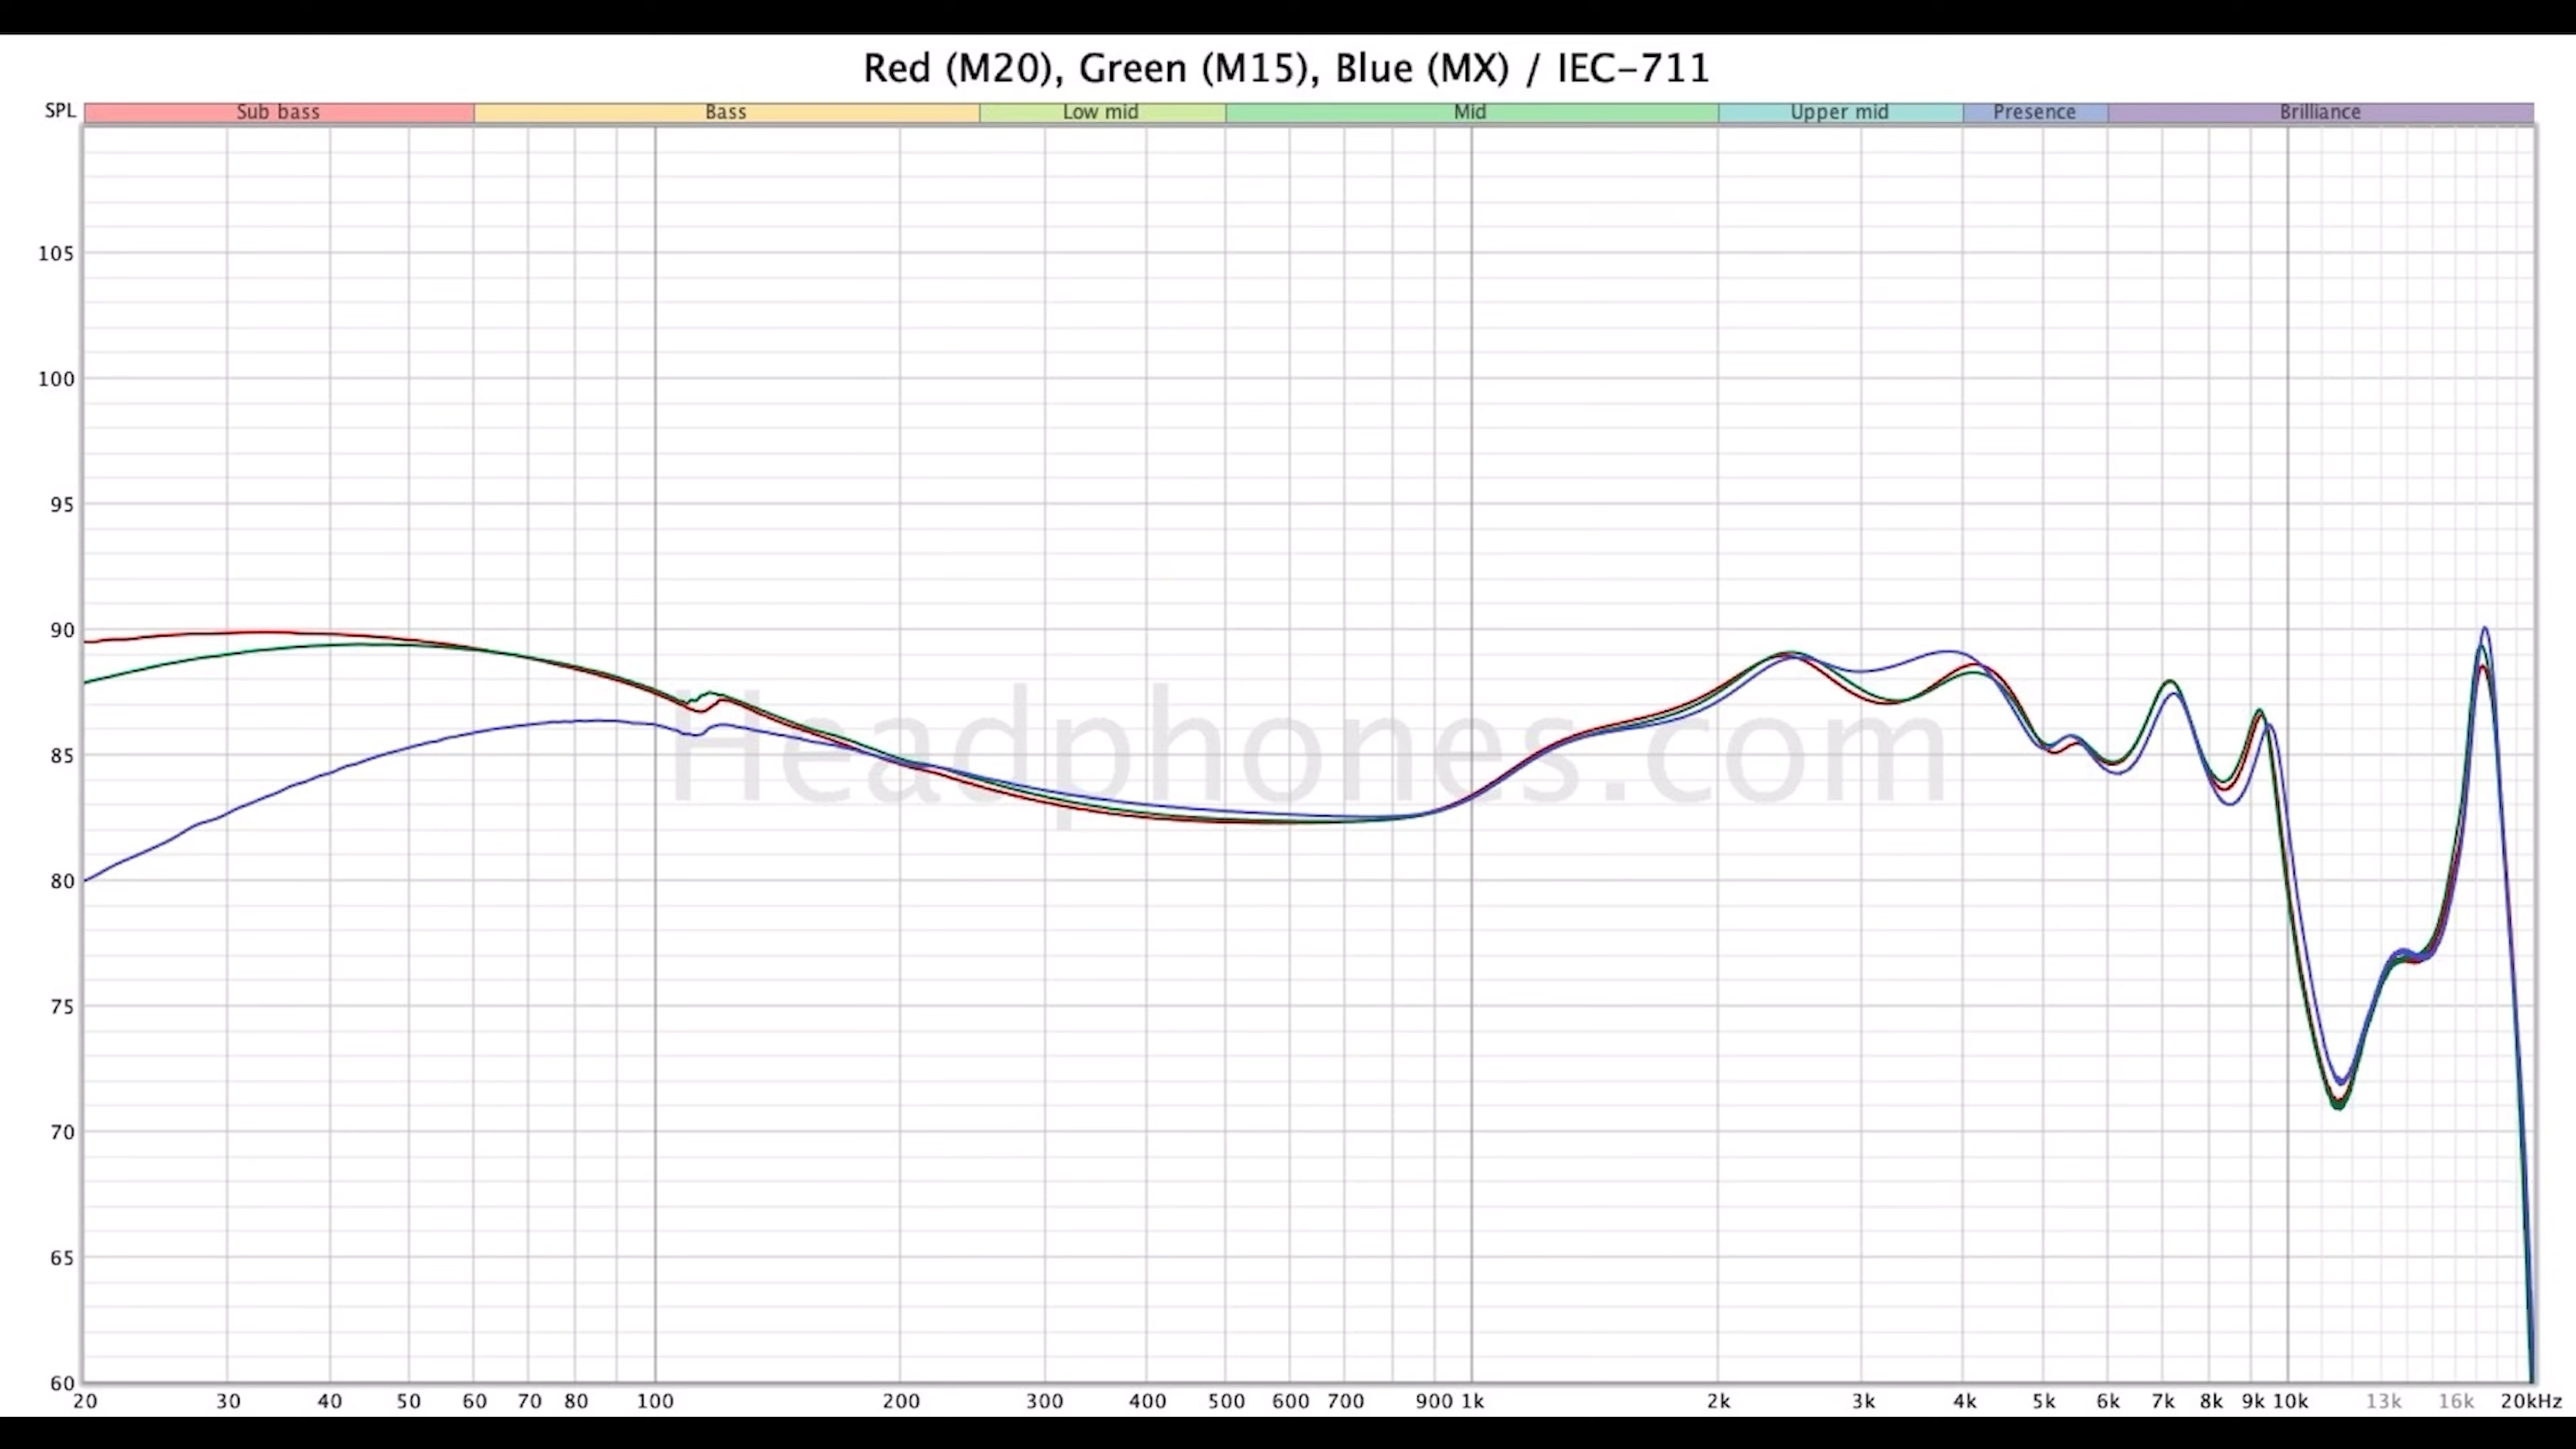 Red (M20), Green (M15), Blue (MX) / IEC-711
SPL Sub bass Bass Low mid Mid Upper mid Presence Brilliance
105
100
95
90
Headphones.com
85
80
75
70
65
60
20 30 40 50 60 70 80 100 200 300 400 500 600 700 900 1k 2k 3k 4k 5k 6k 7k 8k 9k 10k 13k 16k 20kHz